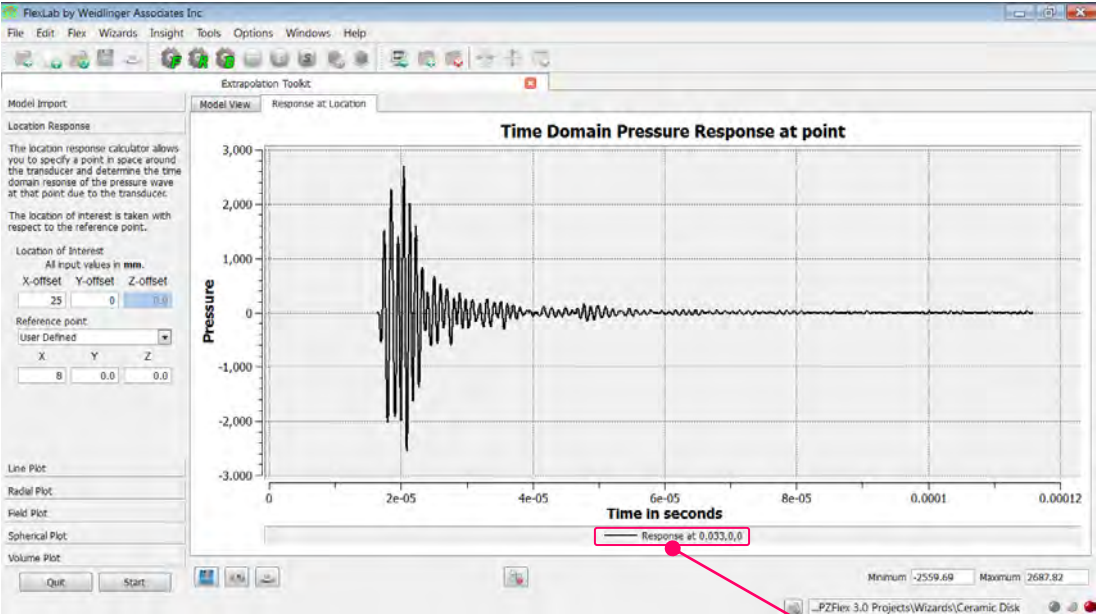 FlexLab by Weidlinger Associates Inc
File Edit Flex Wizards Insight Tools Options Windows Help
Extrapolation Toolkit
Model Import
Location Response
The location response calculator allows
you to specify a point in space around
the transducer and determine the time
domain resonse of the pressure wave
at that point due to the transducer.
The location of interest is taken with
respect to the reference point.
Location of Interest
All input values in mm.
X-offset Y-offset Z-offset
25 0 0.0
Reference point
User Defined
X Y Z
8 0.0 0.0
Line Plot
Radial Plot
Field Plot
Spherical Plot
Volume Plot
Quit Start
Model View Response at Location
Time Domain Pressure Response at point
Pressure
3,000
2,000
1,000
0
-1,000
-2,000
-3,000
0 2e-05 4e-05 6e-05 8e-05 0.0001 0.00012
Time in seconds
Response at 0.033,0,0
Minimum -2559.69 Maximum 2687.82
...PZFlex 3.0 Projects\Wizards\Ceramic Disk